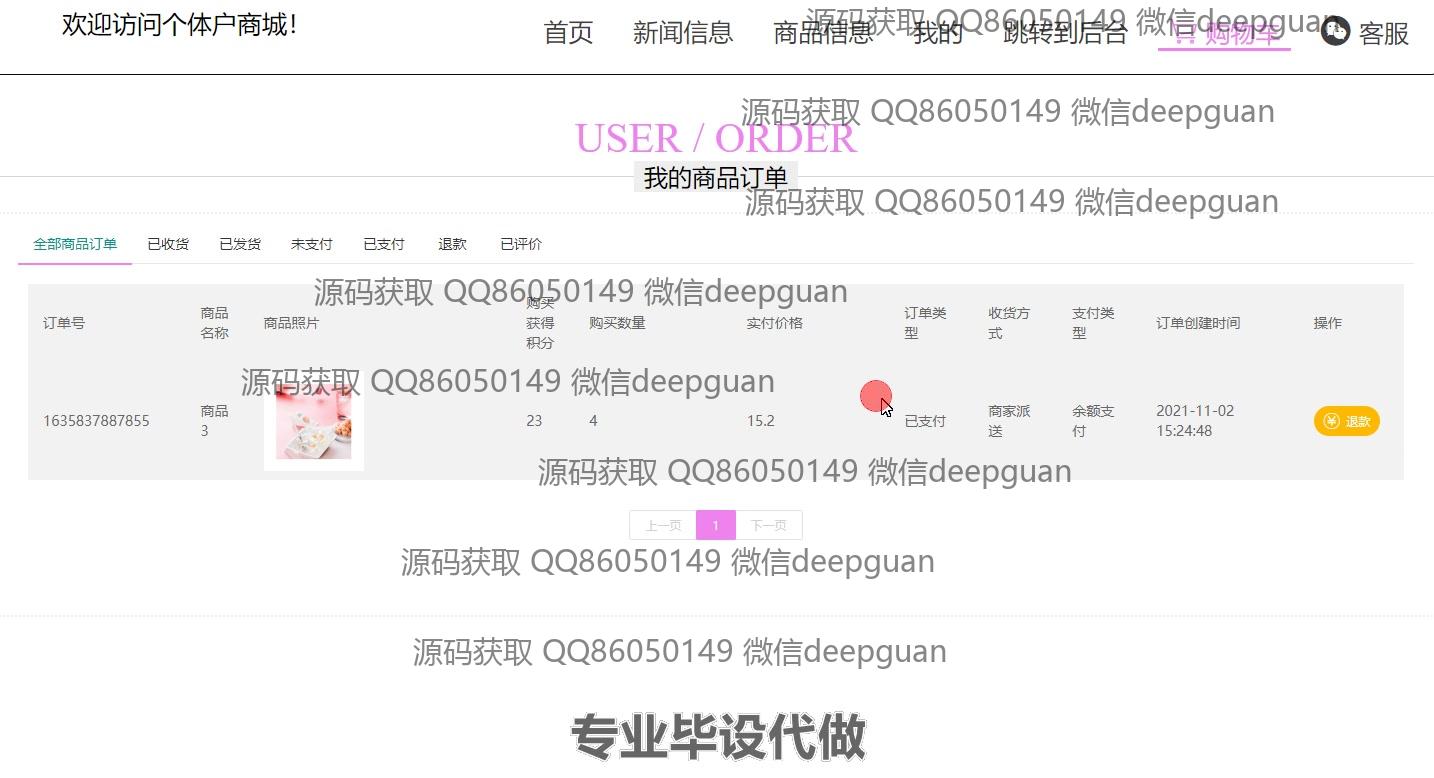 欢迎访问个体户商城！
首页 新闻信息 商品信息 我的 跳转到后台 购物车 客服
源码获取 QQ86050149 微信deepguan
源码获取 QQ86050149 微信deepguan
USER / ORDER
我的商品订单
源码获取 QQ86050149 微信deepguan
全部商品订单 已收货 已发货 未支付 已支付 退款 已评价
源码获取 QQ86050149 微信deepguan
订单号 商品名称 商品照片 购买获得积分 购买数量 实付价格 订单类型 收货方式 支付类型 订单创建时间 操作
源码获取 QQ86050149 微信deepguan
1635837887855 商品3 23 4 15.2 已支付 商家派送 余额支付 2021-11-02 15:24:48 退款
源码获取 QQ86050149 微信deepguan
上一页 1 下一页
源码获取 QQ86050149 微信deepguan
源码获取 QQ86050149 微信deepguan
专业毕设代做